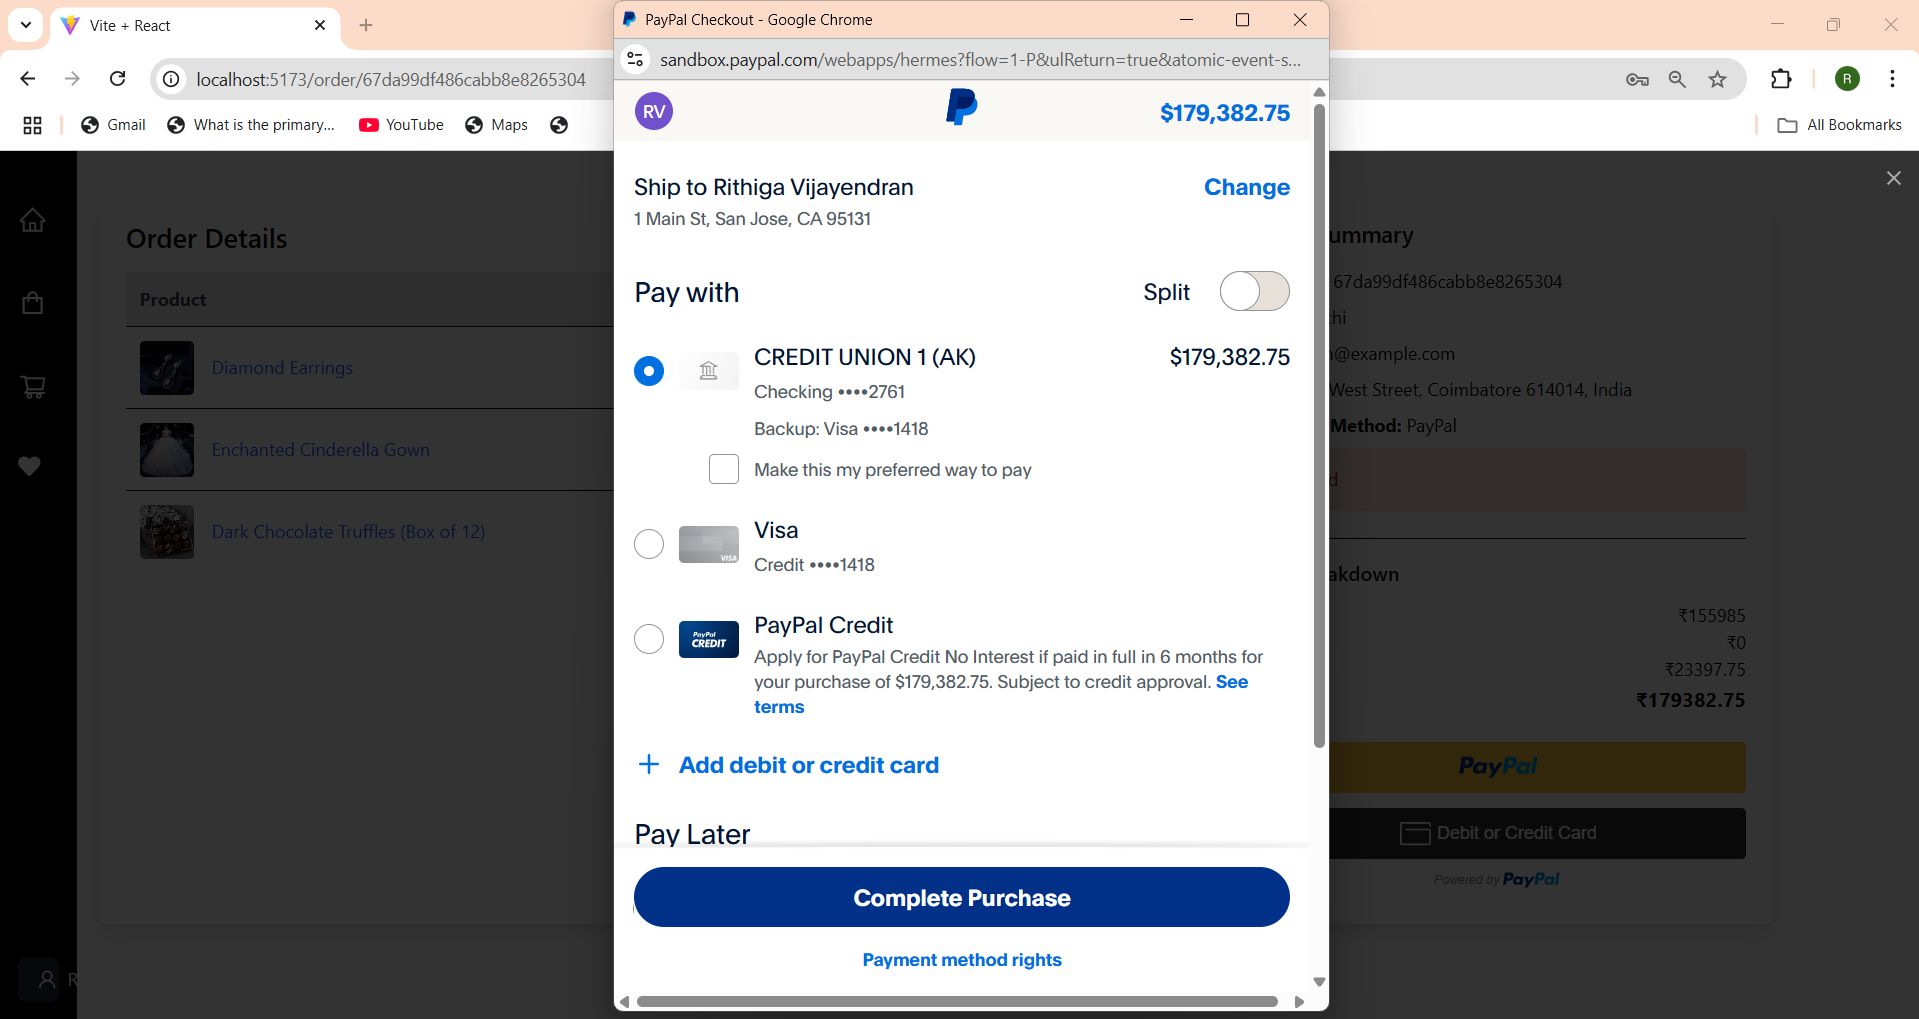 Vite + React
PayPal Checkout - Google Chrome
localhost:5173/order/67da99df486cabb8e8265304
sandbox.paypal.com/webapps/hermes?flow=1-P&ulReturn=true&atomic-event-s...
R
Gmail
What is the primary...
YouTube
Maps
All Bookmarks
RV
$179,382.75
Ship to Rithiga Vijayendran
Change
1 Main St, San Jose, CA 95131
Pay with
Split
CREDIT UNION 1 (AK)
$179,382.75
Checking ••••2761
Backup: Visa ••••1418
Make this my preferred way to pay
Visa
VISA
Credit ••••1418
PayPal Credit
PayPal
CREDIT
Apply for PayPal Credit No Interest if paid in full in 6 months for
your purchase of $179,382.75. Subject to credit approval. See
terms
Add debit or credit card
Pay Later
Complete Purchase
Payment method rights
Order Details
Product
Diamond Earrings
Enchanted Cinderella Gown
Dark Chocolate Truffles (Box of 12)
R
ummary
67da99df486cabb8e8265304
hi
@example.com
West Street, Coimbatore 614014, India
Method: PayPal
d
akdown
₹155985
₹0
₹23397.75
₹179382.75
PayPal
Debit or Credit Card
Powered by PayPal